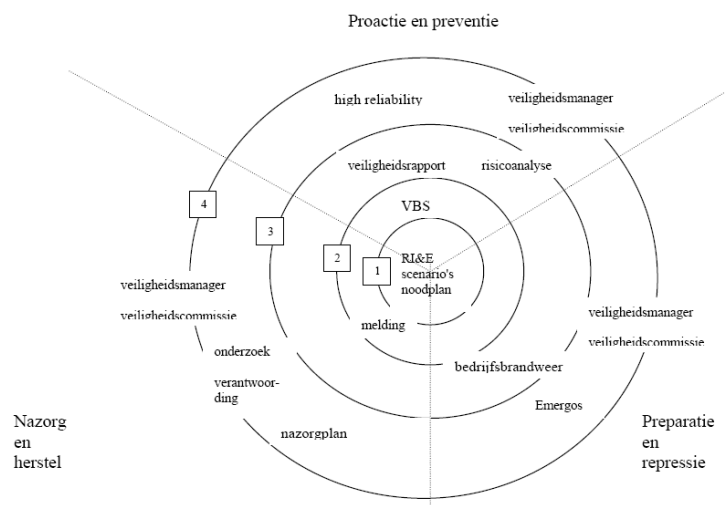 Proactie en preventie
high reliability
veiligheidsmanager
veiligheidscommissie
veiligheidsrapport
risicoanalyse
VBS
4
3
2
1
RI&E
scenario's
noodplan
veiligheidsmanager
veiligheidscommissie
melding
veiligheidsmanager
veiligheidscommissie
onderzoek
verantwoor-
ding
bedrijfsbrandweer
Emergos
nazorgplan
Nazorg
en
herstel
Preparatie
en
repressie